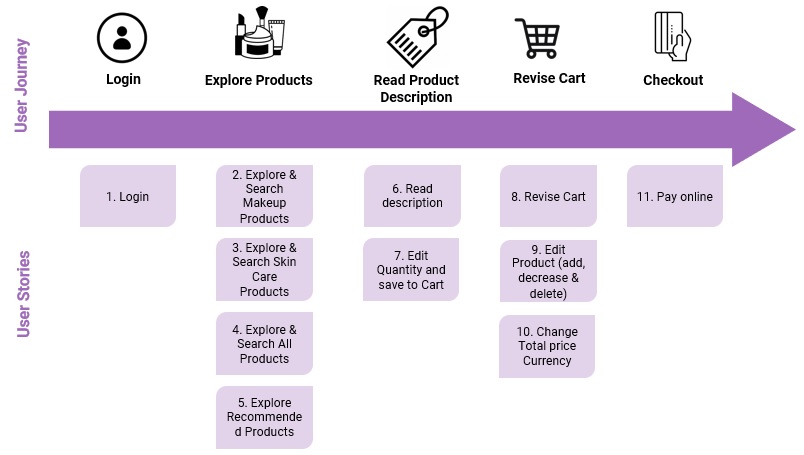 User Journey
Login
Explore Products
Read Product
Description
Revise Cart
Checkout
User Stories
1. Login
2. Explore &
Search
Makeup
Products
3. Explore &
Search Skin
Care
Products
4. Explore &
Search All
Products
5. Explore
Recommende
d Products
6. Read
description
7. Edit
Quantity and
save to Cart
8. Revise Cart
9. Edit
Product (add,
decrease &
delete)
10. Change
Total price
Currency
11. Pay online